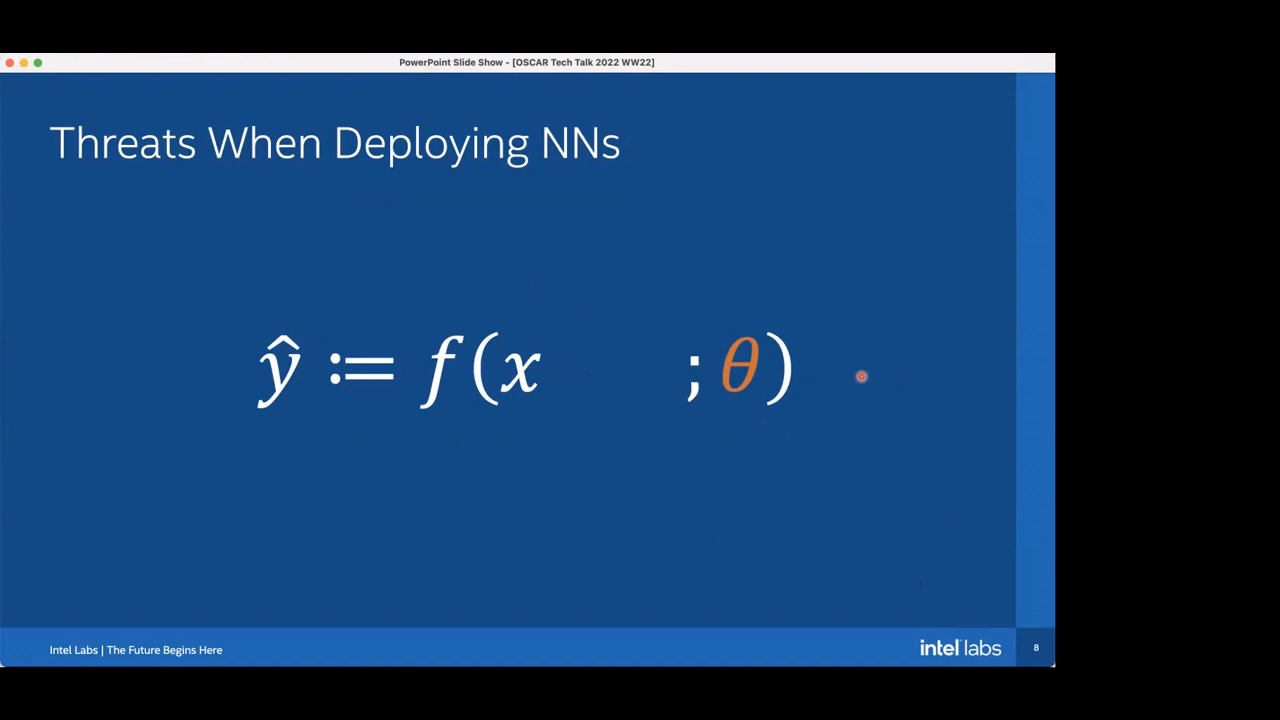 PowerPoint Slide Show - [OSCAR Tech Talk 2022 WW22]
Threats When Deploying NNs
ŷ ≔ f(x ; θ)
Intel Labs | The Future Begins Here
intel labs
8